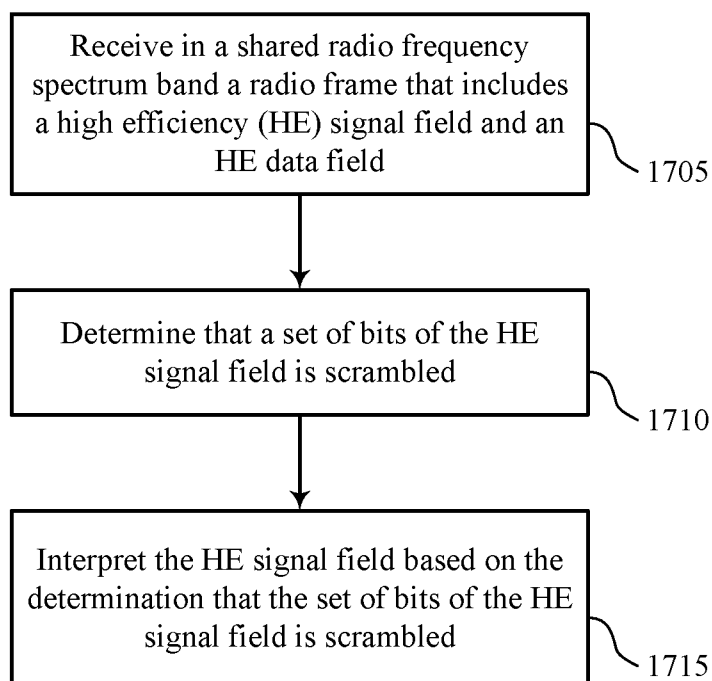 Receive in a shared radio frequency
spectrum band a radio frame that includes
a high efficiency (HE) signal field and an
HE data field
1705
Determine that a set of bits of the HE
signal field is scrambled
1710
Interpret the HE signal field based on the
determination that the set of bits of the HE
signal field is scrambled
1715